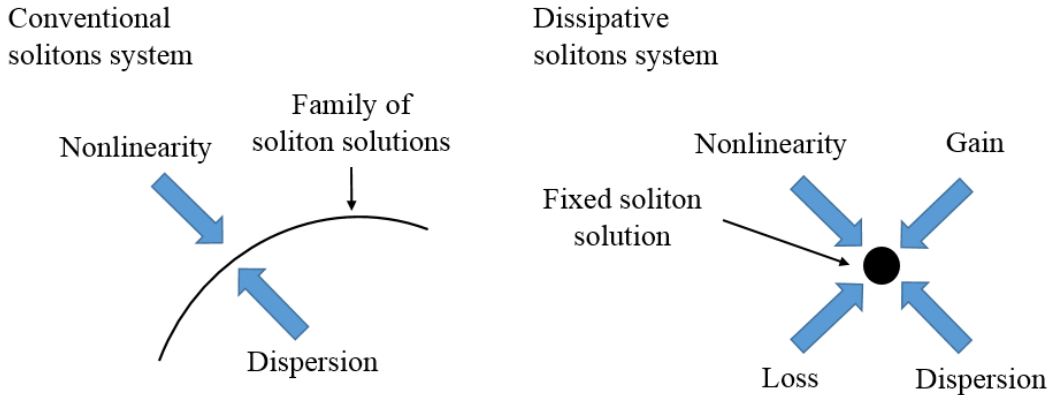 Conventional
solitons system
Family of
soliton solutions
Nonlinearity
Dispersion
Dissipative
solitons system
Nonlinearity
Gain
Fixed soliton
solution
Loss
Dispersion